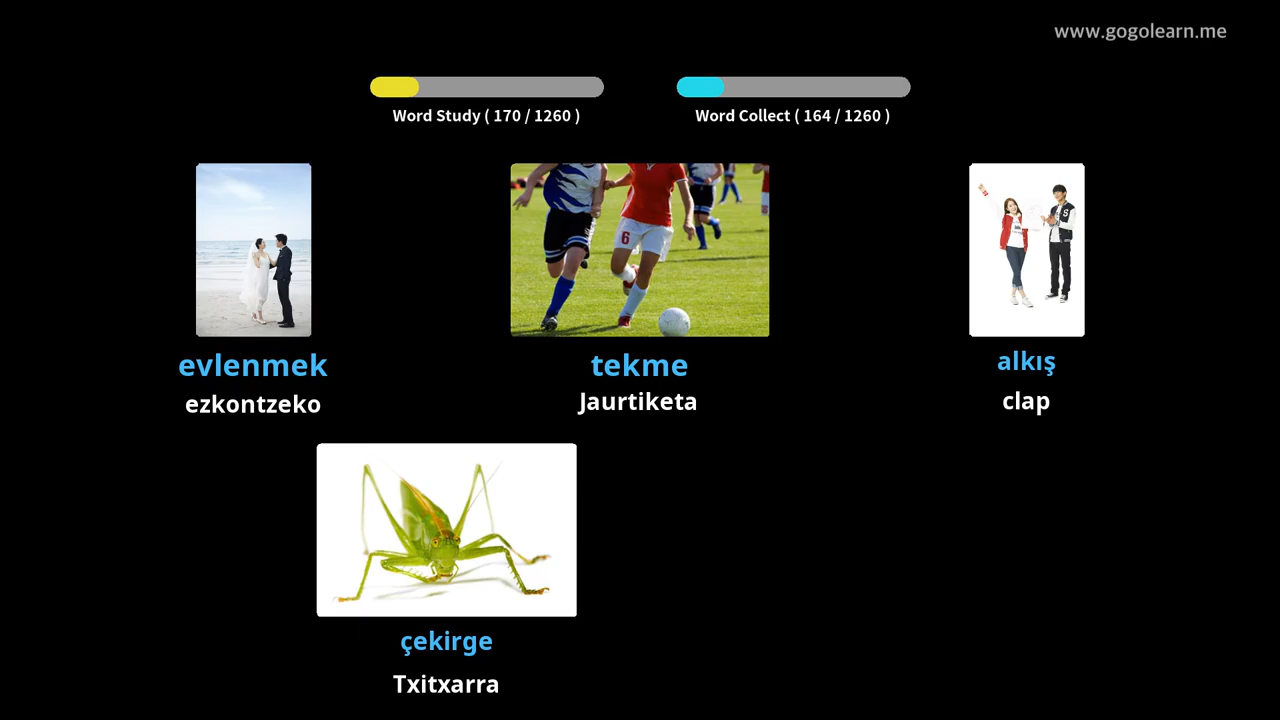 www.gogolearn.me
Word Study ( 170 / 1260 )
Word Collect ( 164 / 1260 )
evlenmek
ezkontzeko
tekme
Jaurtiketa
alkış
clap
çekirge
Txitxarra